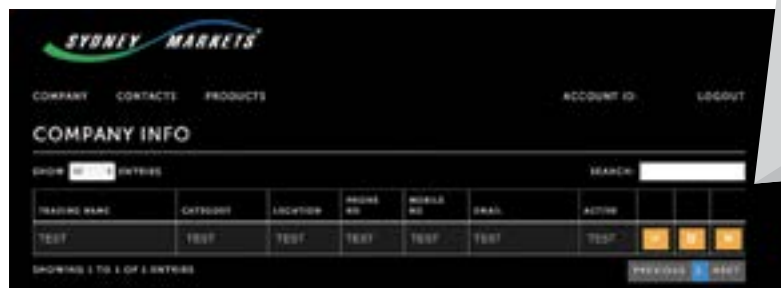 SYDNEY MARKETS
COMPANY CONTACTS PRODUCTS ACCOUNT ID: LOGOUT
COMPANY INFO
SHOW ENTRIES SEARCH:
TRADING NAME CATEGORY LOCATION PHONE NO MOBILE NO EMAIL ACTIVE
TEST TEST TEST TEST TEST TEST TEST
SHOWING 1 TO 1 OF 1 ENTRIES PREVIOUS 1 NEXT